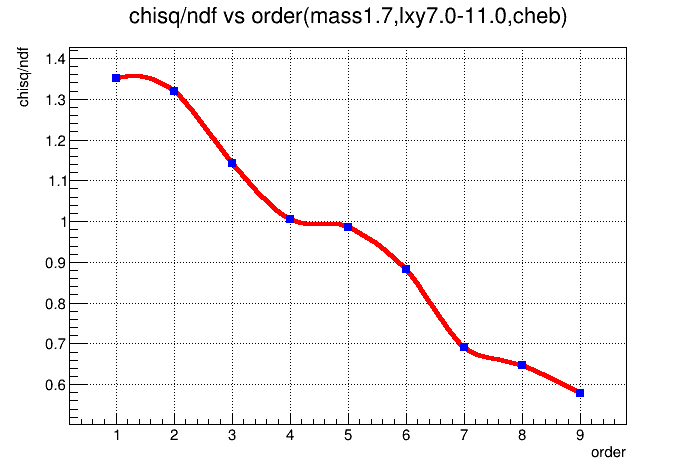 chisq/ndf vs order(mass1.7,lxy7.0-11.0,cheb)
chisq/ndf
1.4
1.3
1.2
1.1
1
0.9
0.8
0.7
0.6
1 2 3 4 5 6 7 8 9
order